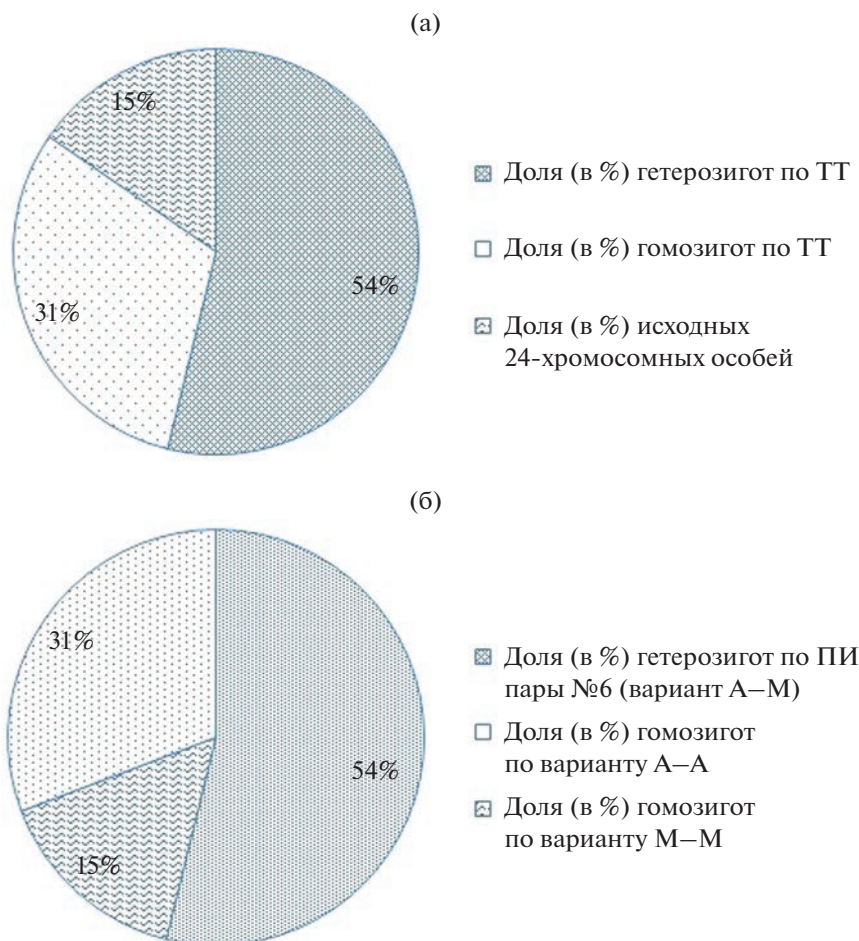 (а)
15%
31%
54%
Доля (в %) гетерозигот по ТТ
Доля (в %) гомозигот по ТТ
Доля (в %) исходных
24-хромосомных особей
(б)
31%
15%
54%
Доля (в %) гетерозигот по ПИ
пары №6 (вариант А–М)
Доля (в %) гомозигот
по варианту А–А
Доля (в %) гомозигот
по варианту М–М